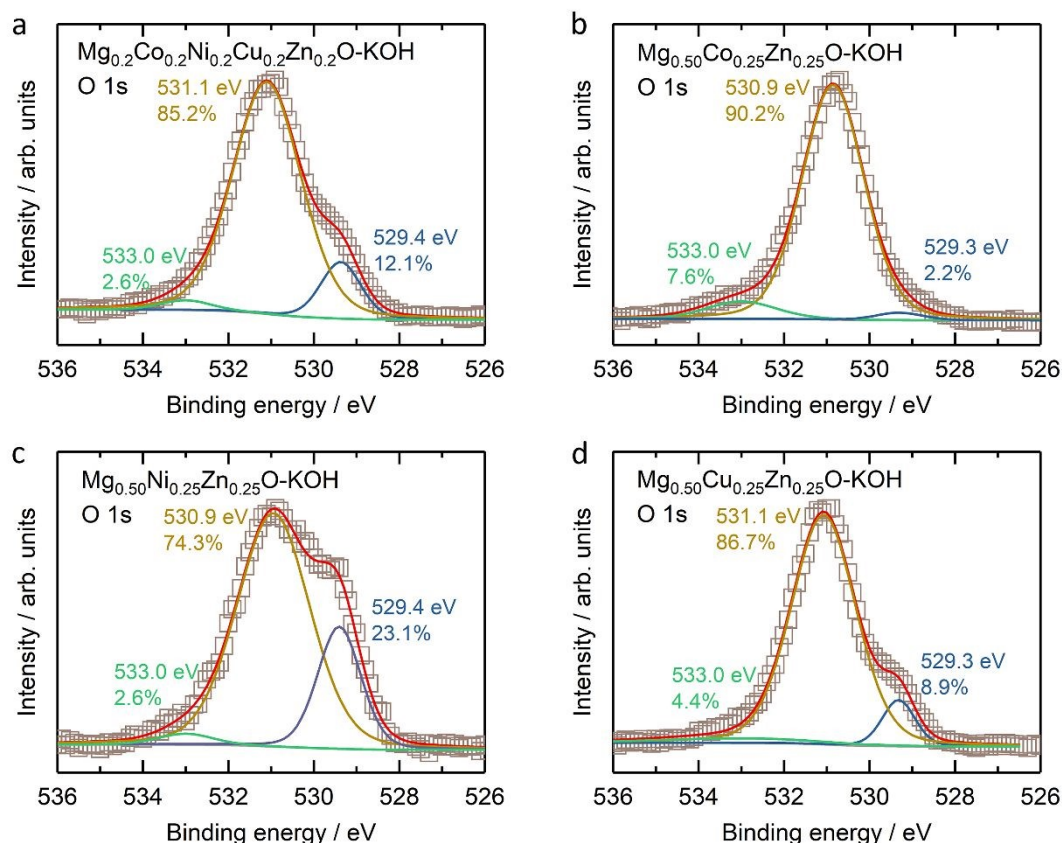 a
Mg0.2Co0.2Ni0.2Cu0.2Zn0.2O-KOH
O 1s
531.1 eV
85.2%
533.0 eV
2.6%
529.4 eV
12.1%
Intensity / arb. units
536 534 532 530 528 526
Binding energy / eV
b
Mg0.50Co0.25Zn0.25O-KOH
O 1s
530.9 eV
90.2%
533.0 eV
7.6%
529.3 eV
2.2%
Intensity / arb. units
536 534 532 530 528 526
Binding energy / eV
c
Mg0.50Ni0.25Zn0.25O-KOH
O 1s
530.9 eV
74.3%
529.4 eV
23.1%
533.0 eV
2.6%
Intensity / arb. units
536 534 532 530 528 526
Binding energy / eV
d
Mg0.50Cu0.25Zn0.25O-KOH
O 1s
531.1 eV
86.7%
533.0 eV
4.4%
529.3 eV
8.9%
Intensity / arb. units
536 534 532 530 528 526
Binding energy / eV